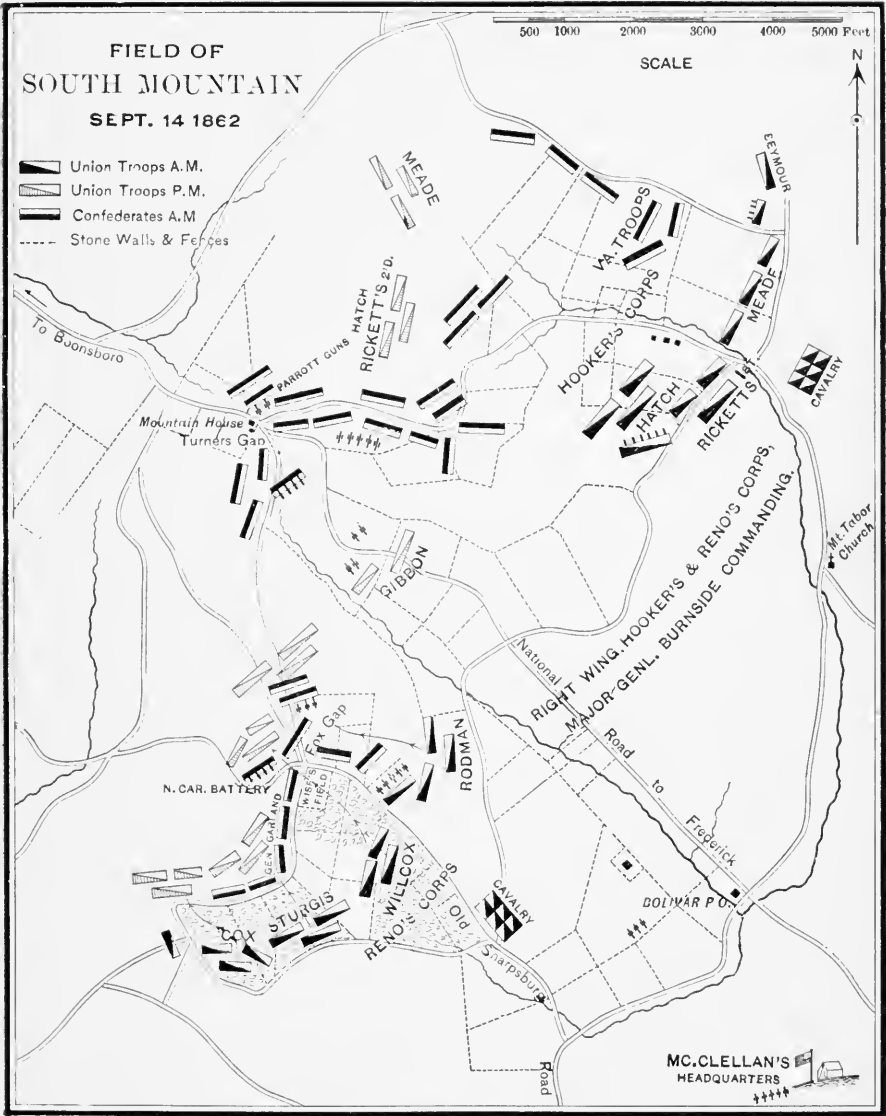 FIELD OF
SOUTH MOUNTAIN
SEPT. 14 1862
Union Troops A.M.
Union Troops P.M.
Confederates A.M
Stone Walls & Fences
500 1000 2000 3000 4000 5000 Feet
SCALE
N
SEYMOUR
MEADE
VA. TROOPS
MEADE
HOOKER'S CORPS
HATCH
RICKETT'S 2'D.
PARROTT GUNS
To Boonsboro
Mountain House
Turners Gap
HATCH
RICKETTS 1ST.
CAVALRY
Mt. Tabor
Church
GIBBON
RIGHT WING, HOOKER'S & RENO'S CORPS,
MAJOR-GENL. BURNSIDE COMMANDING.
National
Road
to
Frederick
RODMAN
Fox Gap
WISE'S
FIELD
N. CAR. BATTERY
GEN. GARLAND
WILLCOX
RENO'S CORPS
COX
STURGIS
CAVALRY
BOLIVAR P O.
Old
Sharpsburg
Road
MC.CLELLAN'S
HEADQUARTERS